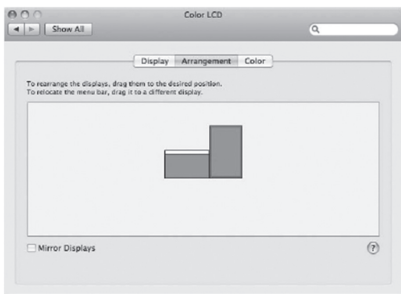 Color LCD
Show All
Display Arrangement Color
To rearrange the displays, drag them to the desired position.
To relocate the menu bar, drag it to a different display.
Mirror Displays
?